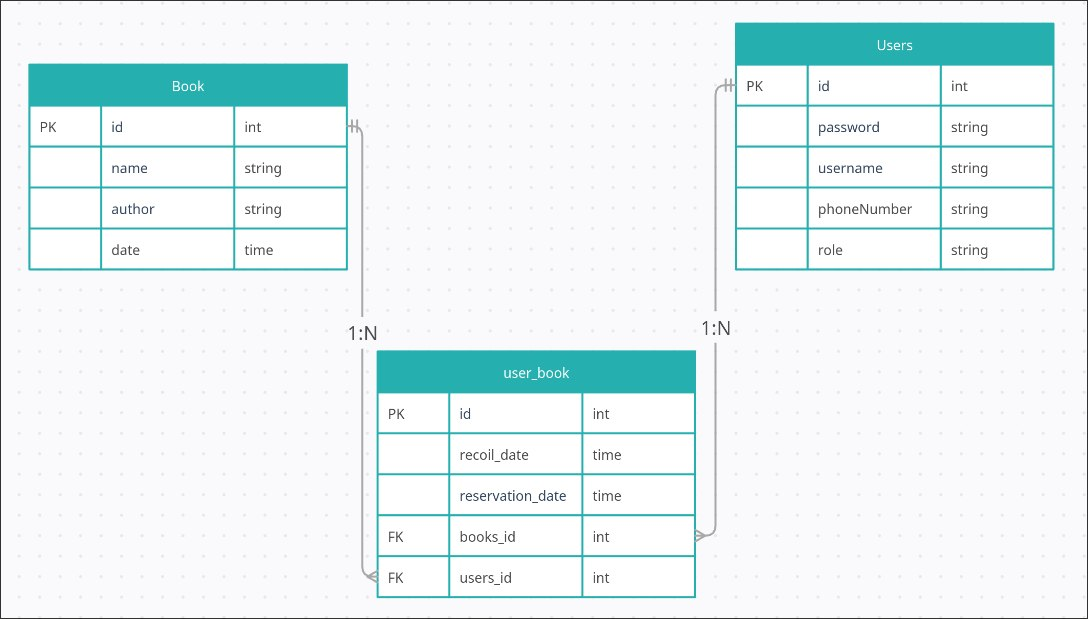 Book
PK id int
name string
author string
date time
Users
PK id int
password string
username string
phoneNumber string
role string
1:N
1:N
user_book
PK id int
recoil_date time
reservation_date time
FK books_id int
FK users_id int